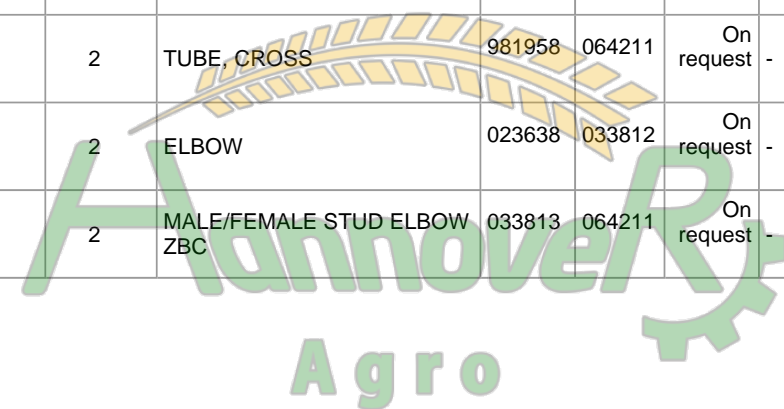 2 TUBE, CROSS 981958 064211 On request -
2 ELBOW 023638 033812 On request -
2 MALE/FEMALE STUD ELBOW ZBC 033813 064211 On request -
HannoveR
Agro